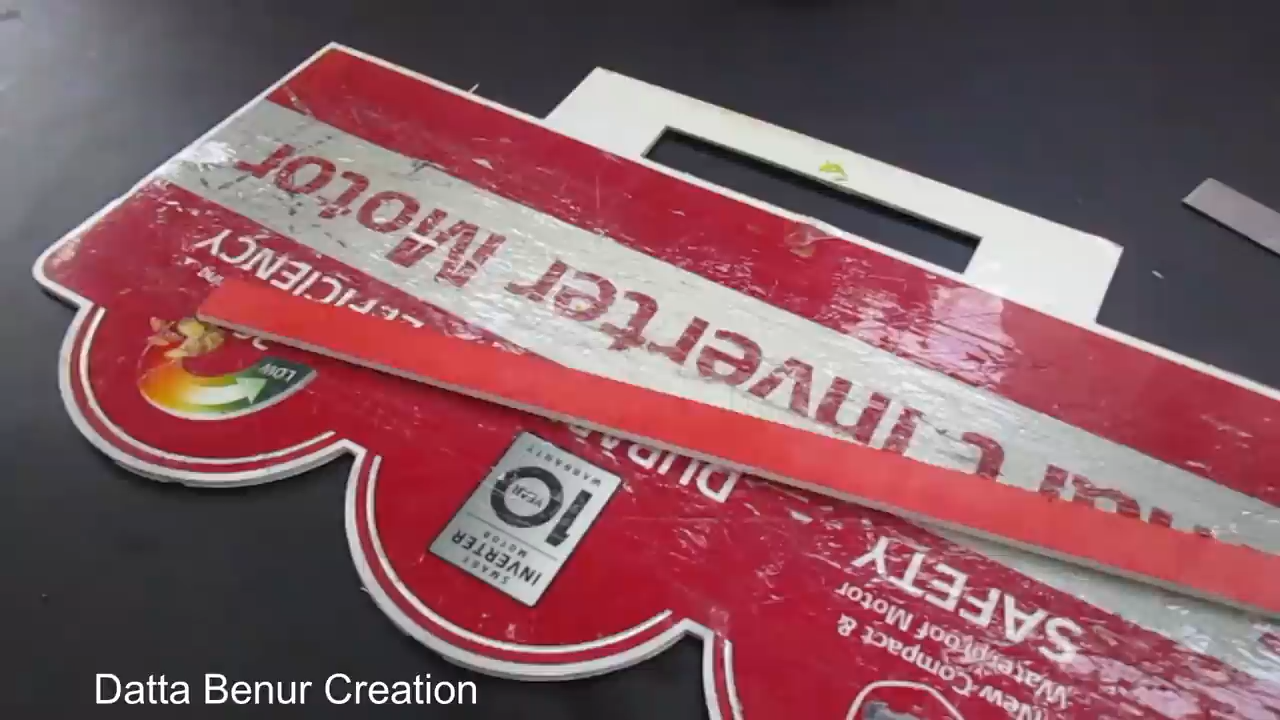 Inverter Motor
EFFICIENCY
LOW
SMART
INVERTER
MOTOR
10
YEAR
WARRANTY
SAFETY
New Compact &
Waterproof Motor
Datta Benur Creation